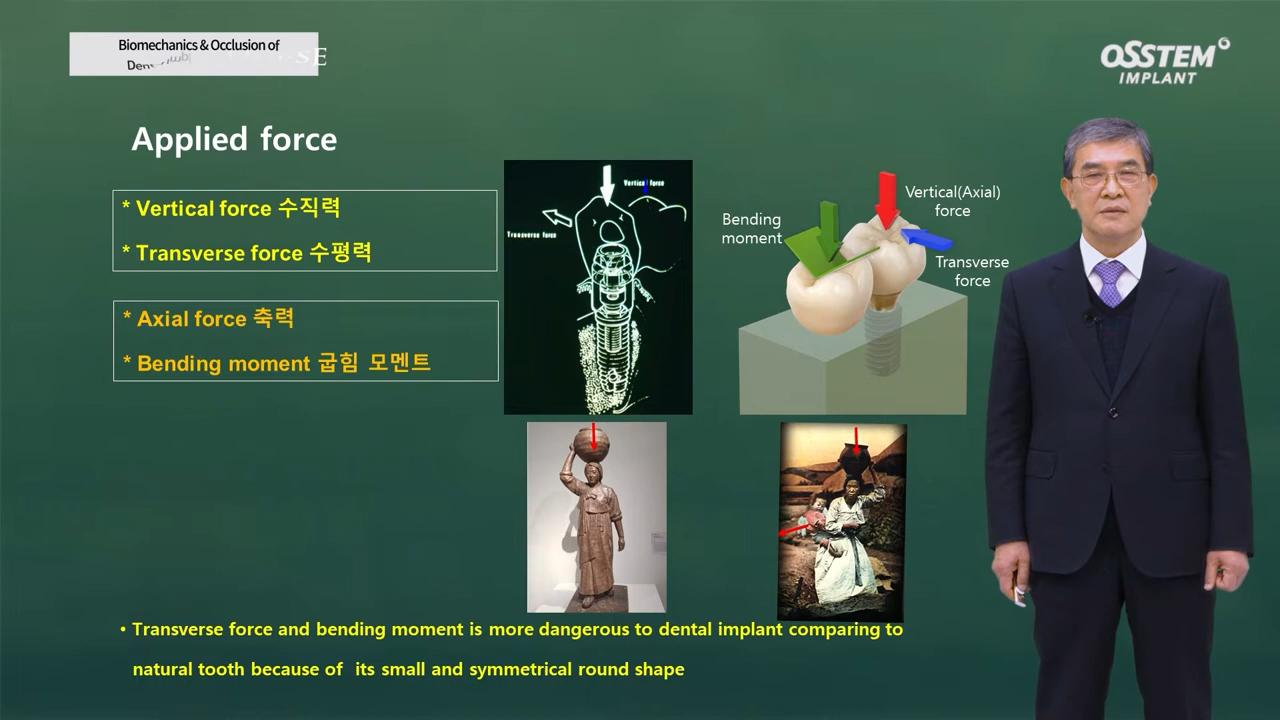 Biomechanics & Occlusion of
OSSTEM
IMPLANT
Applied force
* Vertical force 수직력
* Transverse force 수평력
* Axial force 축력
* Bending moment 굽힘 모멘트
Vertical force
Transverse force
Vertical(Axial)
force
Bending
moment
Transverse
force
• Transverse force and bending moment is more dangerous to dental implant comparing to
natural tooth because of its small and symmetrical round shape